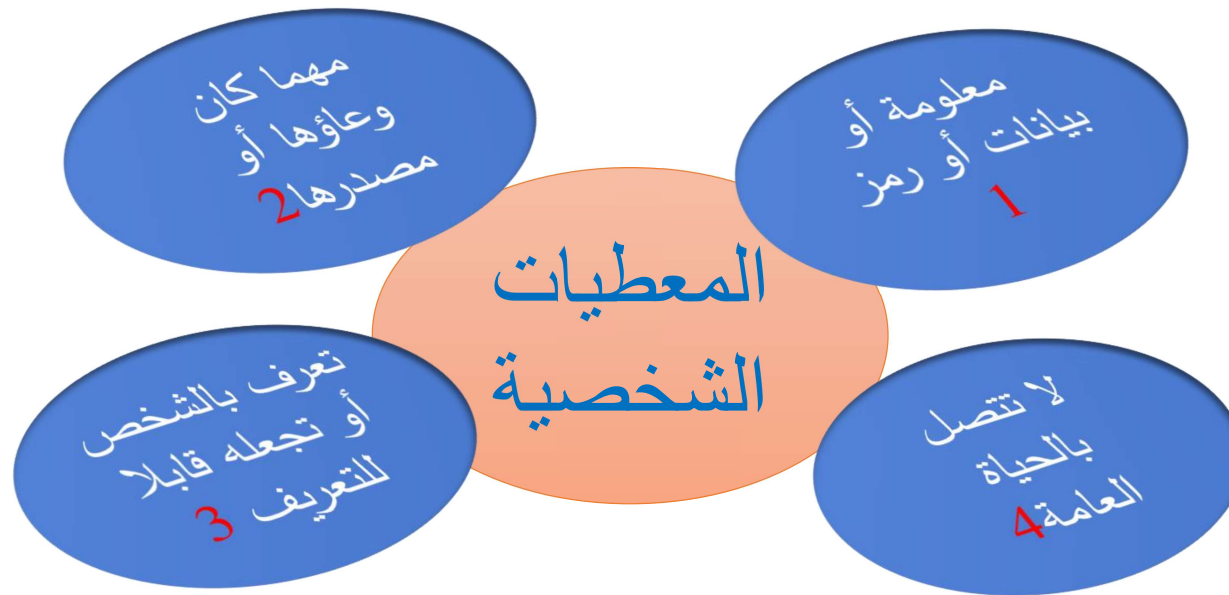 المعطيات
الشخصية
معلومة أو
بيانات أو رمز
1
مهما كان
وعاؤها أو
مصدرها2
تعرف بالشخص
أو تجعله قابلا
للتعريف 3
لا تتصل
بالحياة
العامة4